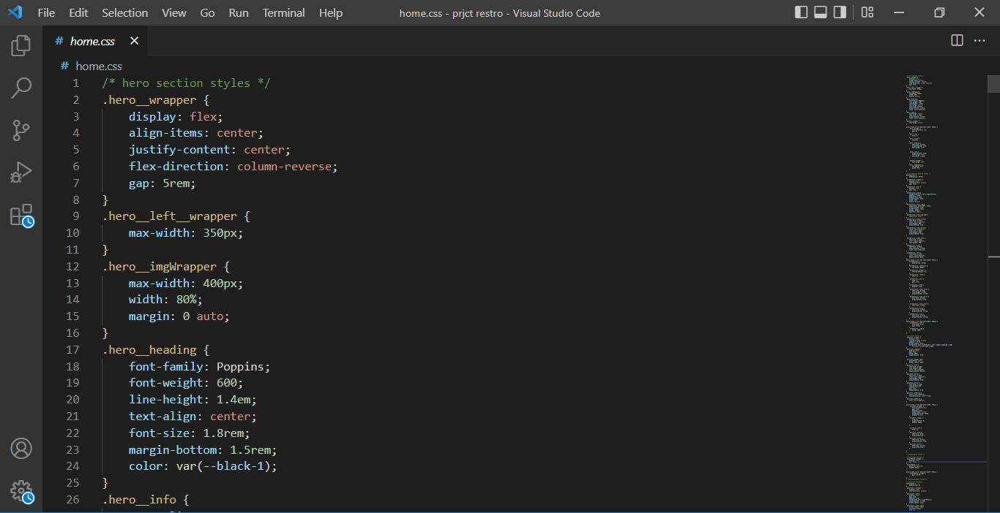 File Edit Selection View Go Run Terminal Help home.css - prjct restro - Visual Studio Code
# home.css
# home.css
1 /* hero section styles */
2 .hero__wrapper {
3 display: flex;
4 align-items: center;
5 justify-content: center;
6 flex-direction: column-reverse;
7 gap: 5rem;
8 }
9 .hero__left__wrapper {
10 max-width: 350px;
11 }
12 .hero__imgWrapper {
13 max-width: 400px;
14 width: 80%;
15 margin: 0 auto;
16 }
17 .hero__heading {
18 font-family: Poppins;
19 font-weight: 600;
20 line-height: 1.4em;
21 text-align: center;
22 font-size: 1.8rem;
23 margin-bottom: 1.5rem;
24 color: var(--black-1);
25 }
26 .hero__info {